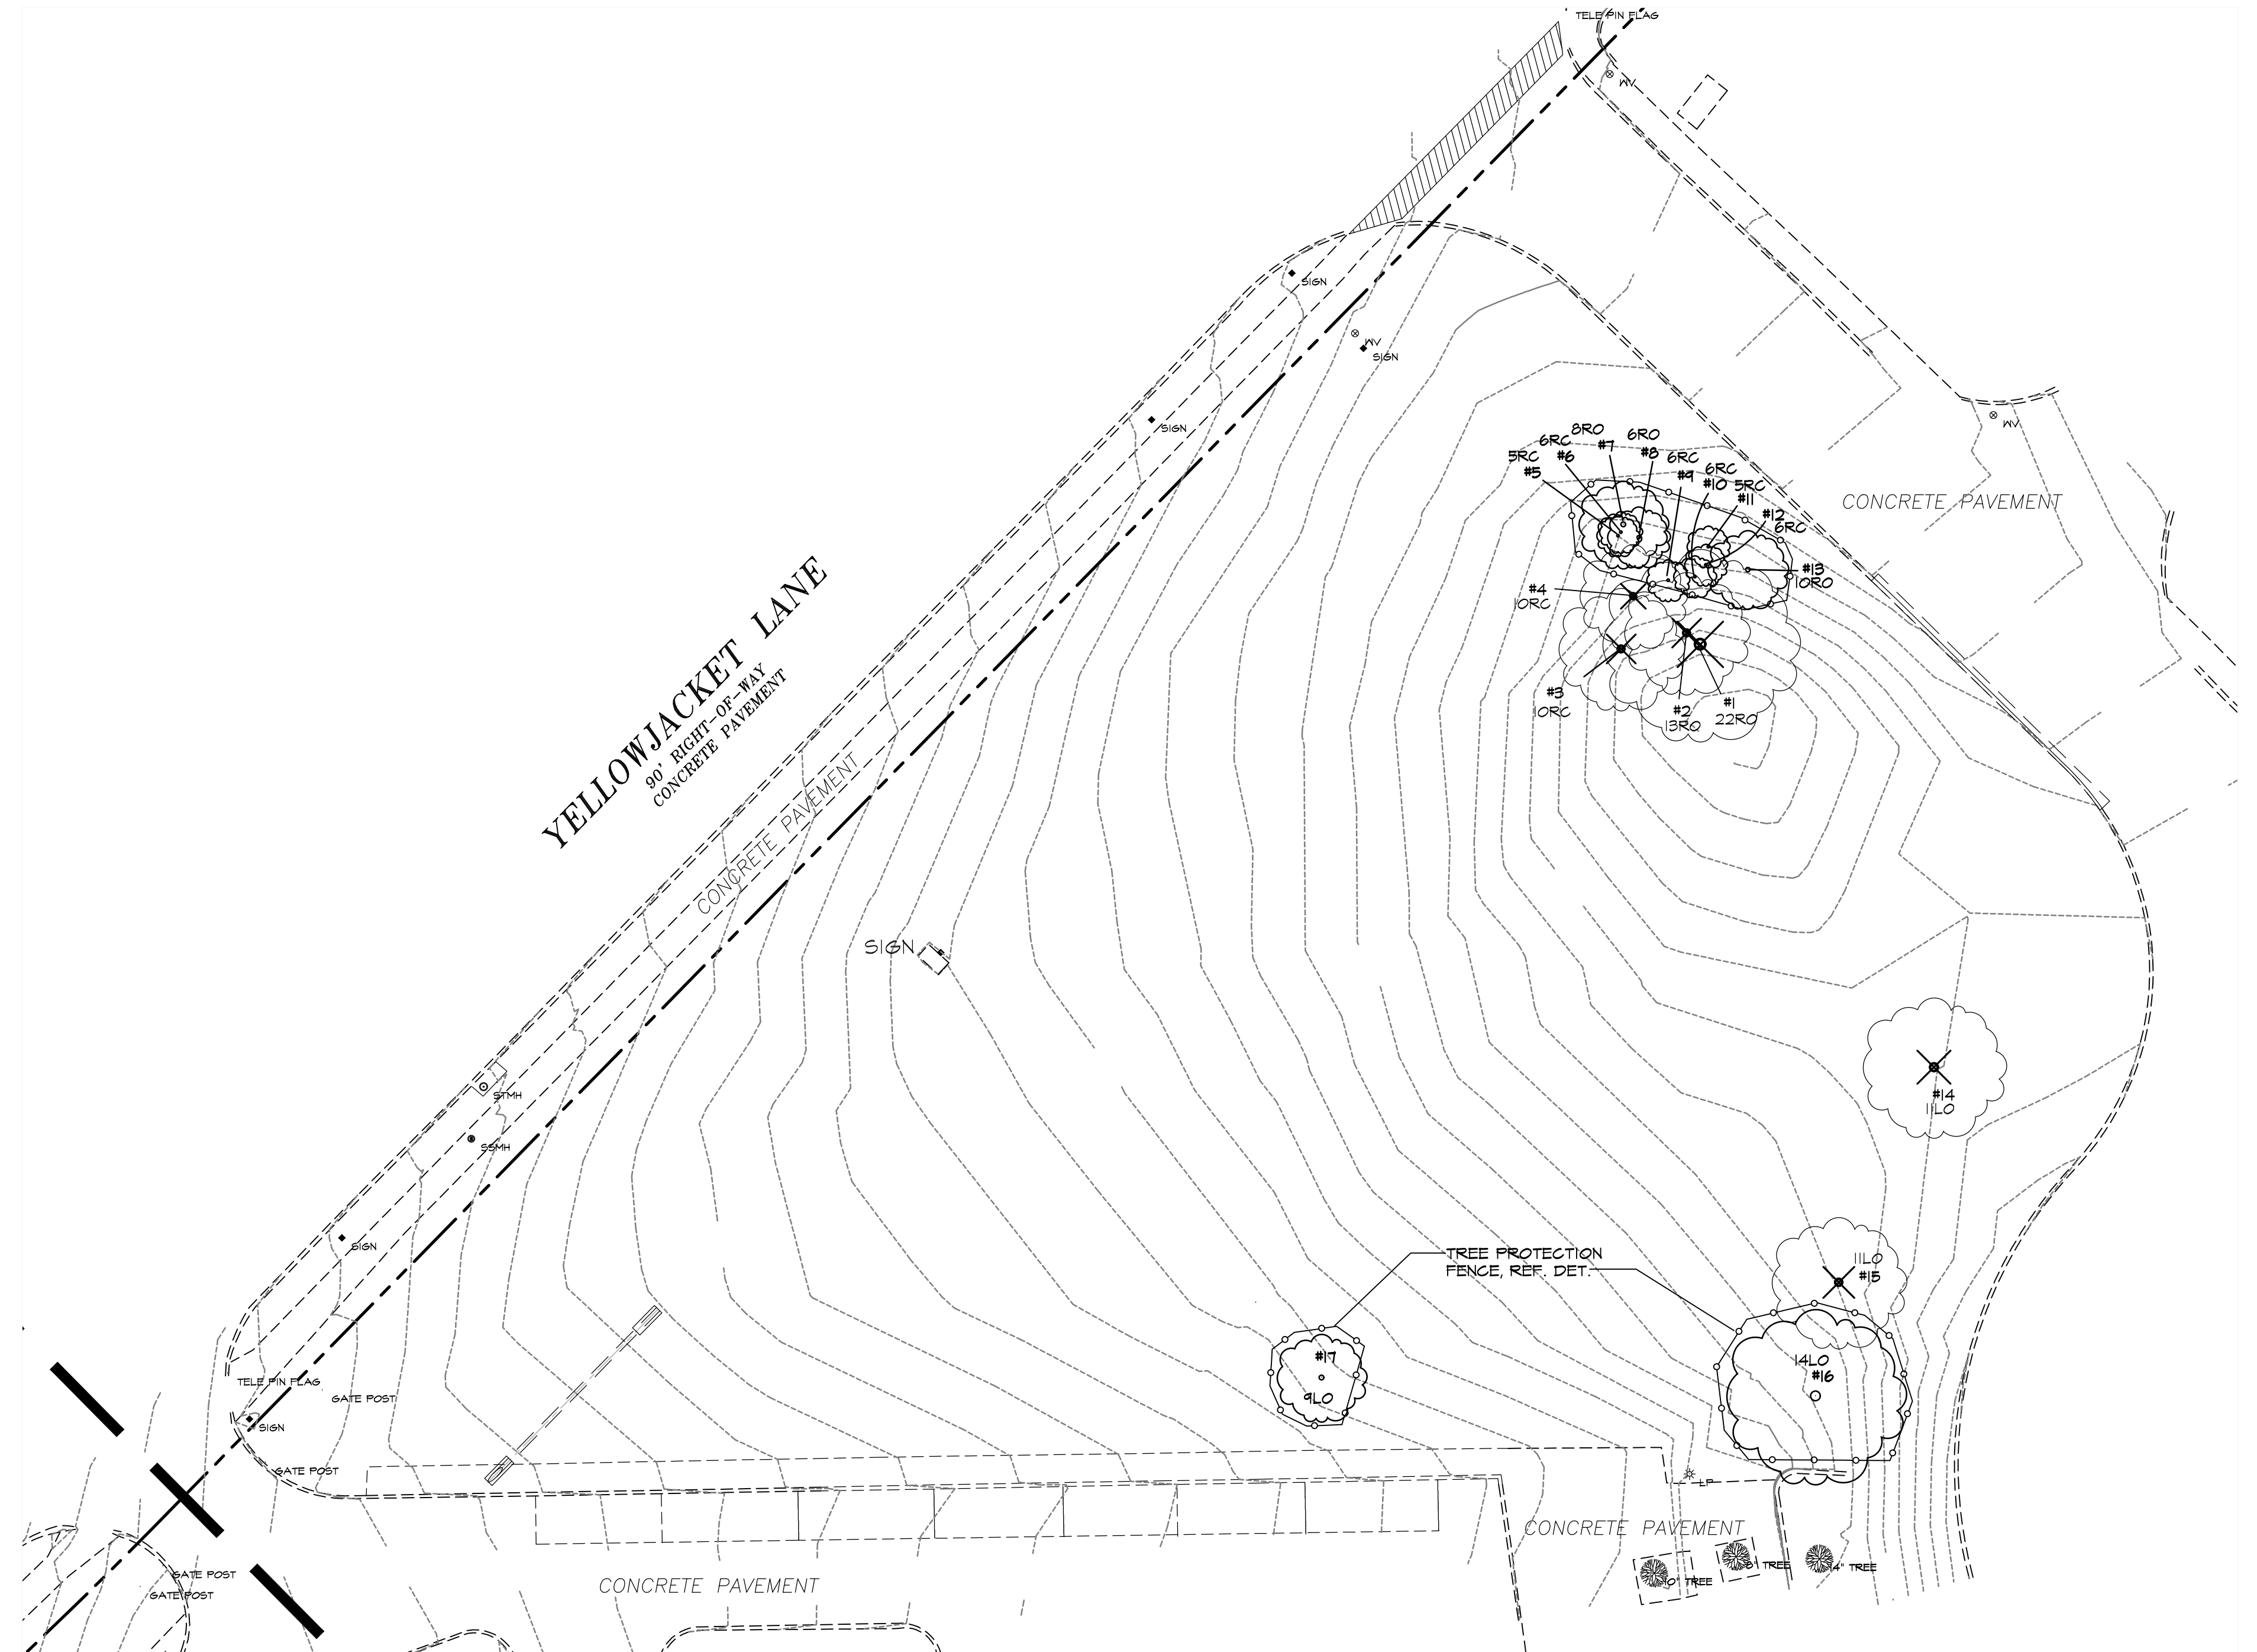 TELE PIN FLAG
WV
SIGN
WV
SIGN
SIGN
WV
8RO
6RO
6RC
#7
5RC
#6
#8
6RC
#5
#9
6RC
#10
5RC
#11
#12
6RC
CONCRETE PAVEMENT
#13
10RO
#4
10RC
#3
10RC
#2
13RO
#1
22RO
YELLOWJACKET LANE
90' RIGHT-OF-WAY
CONCRETE PAVEMENT
CONCRETE PAVEMENT
SIGN
STMH
SSMH
#14
11LO
SIGN
TREE PROTECTION
FENCE, REF. DET.
11LO
#15
#17
9LO
14LO
#16
TELE PIN FLAG
GATE POST
SIGN
GATE POST
LP
CONCRETE PAVEMENT
GATE POST
GATE POST
CONCRETE PAVEMENT
TREE
TREE
TREE